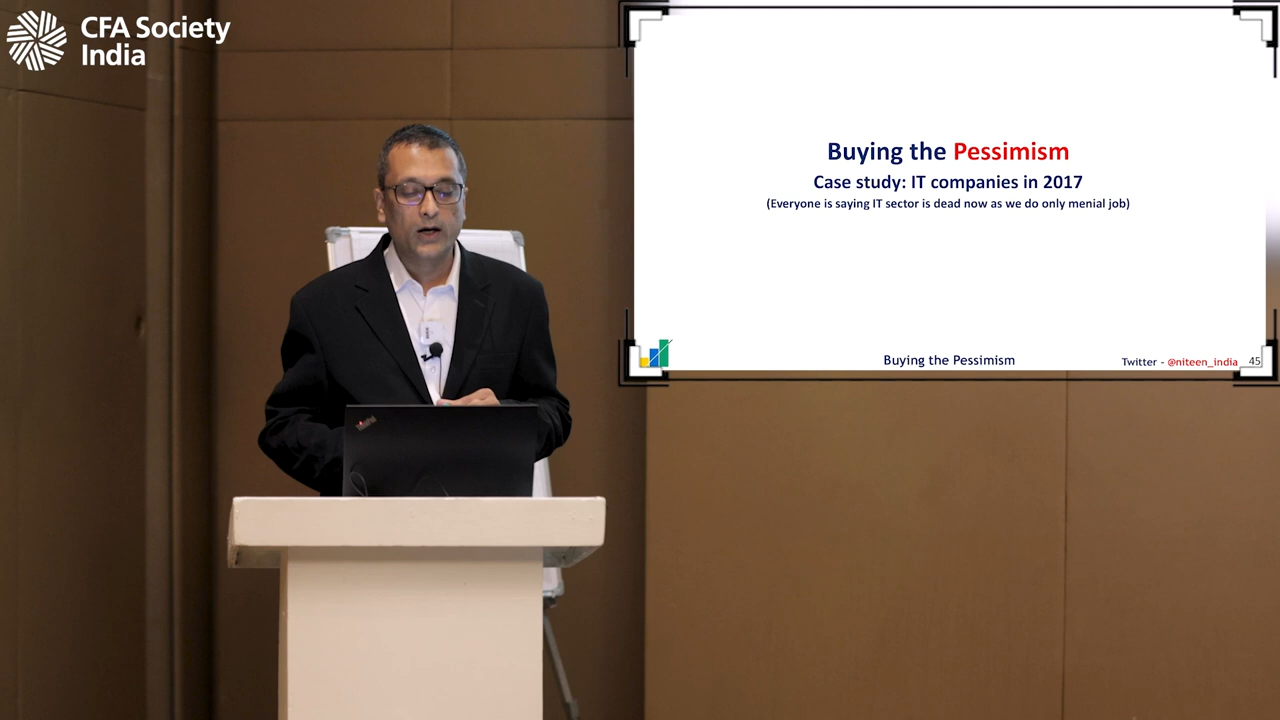 CFA Society
India
Buying the Pessimism
Case study: IT companies in 2017
(Everyone is saying IT sector is dead now as we do only menial job)
Buying the Pessimism
Twitter - @niteen_india
45
ThinkPad